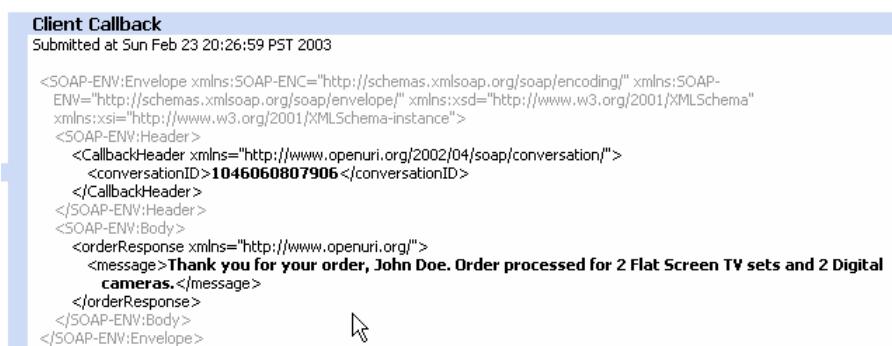 Client Callback
Submitted at Sun Feb 23 20:26:59 PST 2003
<SOAP-ENV:Envelope xmlns:SOAP-ENC="http://schemas.xmlsoap.org/soap/encoding/" xmlns:SOAP-
ENV="http://schemas.xmlsoap.org/soap/envelope/" xmlns:xsd="http://www.w3.org/2001/XMLSchema"
xmlns:xsi="http://www.w3.org/2001/XMLSchema-instance">
<SOAP-ENV:Header>
<CallbackHeader xmlns="http://www.openuri.org/2002/04/soap/conversation/">
<conversationID>1046060807906</conversationID>
</CallbackHeader>
</SOAP-ENV:Header>
<SOAP-ENV:Body>
<orderResponse xmlns="http://www.openuri.org/">
<message>Thank you for your order, John Doe. Order processed for 2 Flat Screen TV sets and 2 Digital
cameras.</message>
</orderResponse>
</SOAP-ENV:Body>
</SOAP-ENV:Envelope>